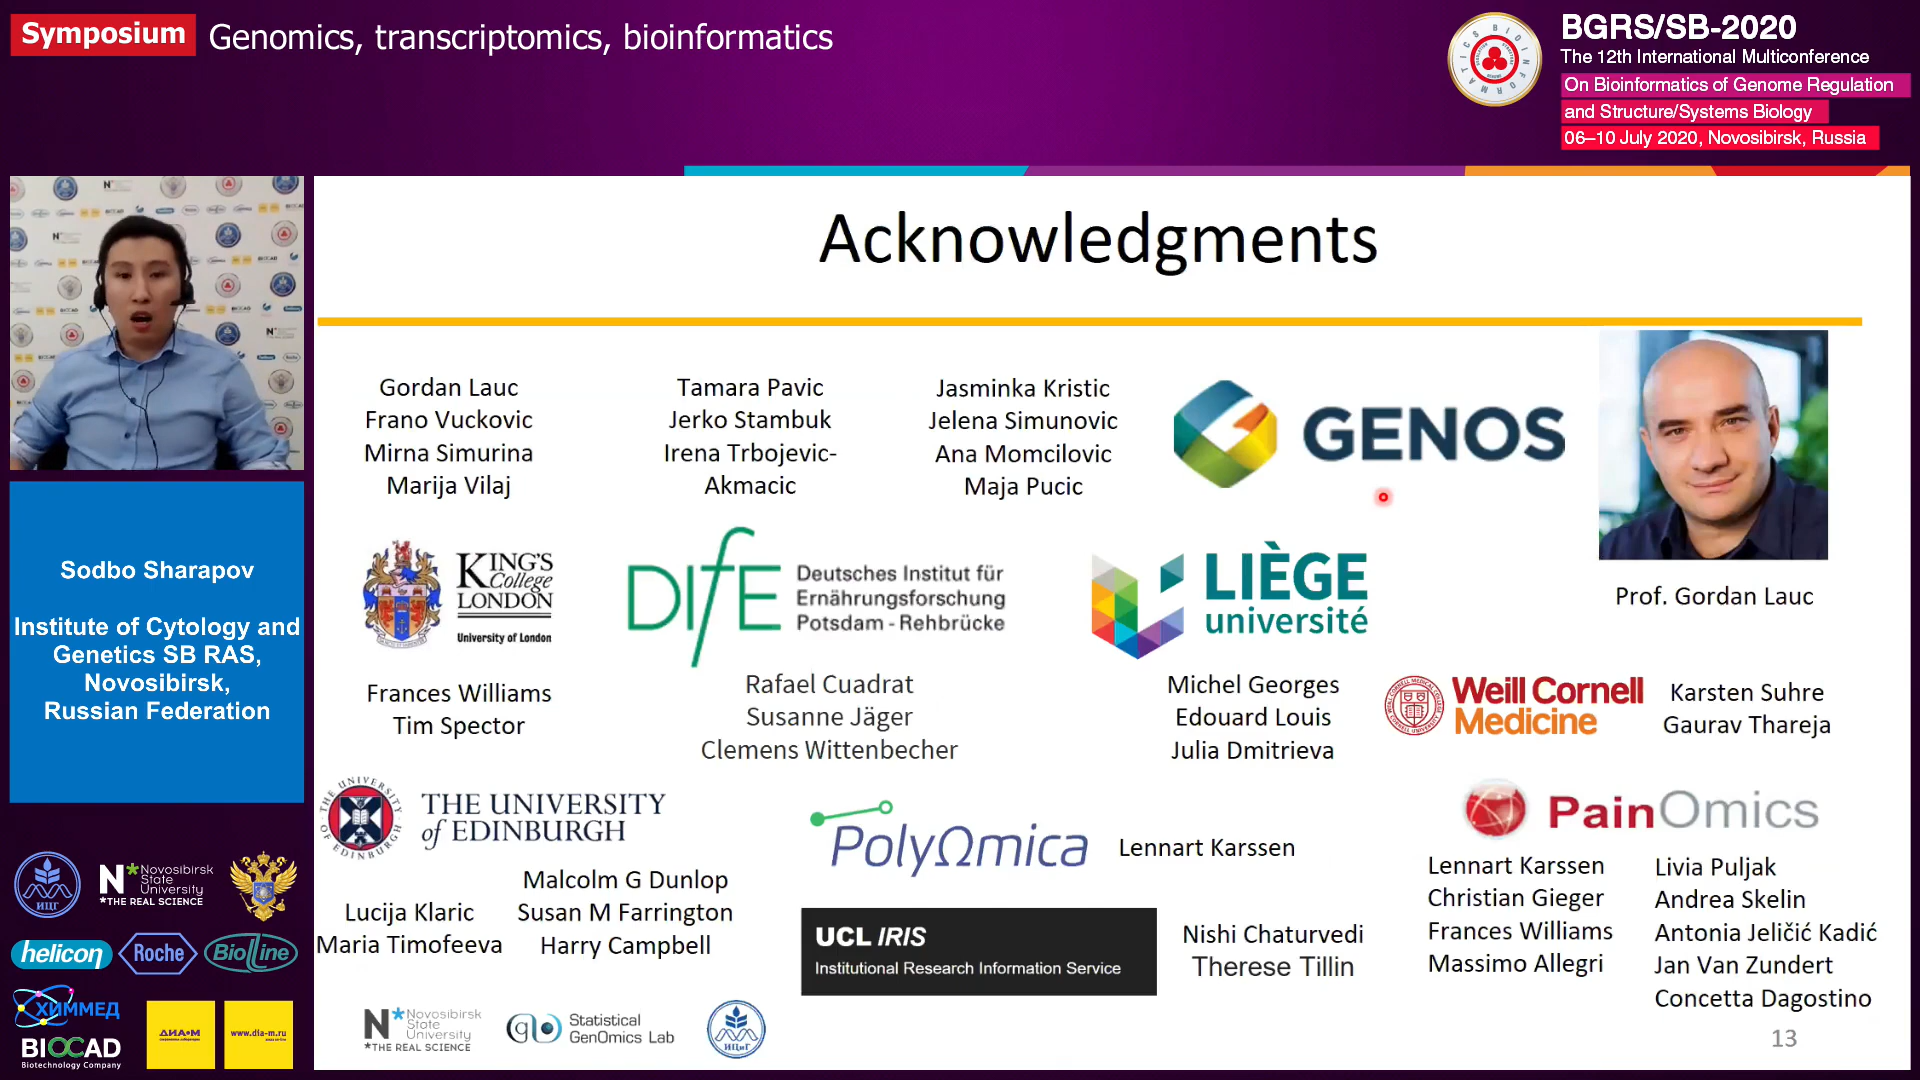 Symposium
Genomics, transcriptomics, bioinformatics
BGRS/SB-2020
The 12th International Multiconference
On Bioinformatics of Genome Regulation
and Structure/Systems Biology
06–10 July 2020, Novosibirsk, Russia
Sodbo Sharapov
Institute of Cytology and
Genetics SB RAS,
Novosibirsk,
Russian Federation
ИЦГ
N*
Novosibirsk
State
University
*THE REAL SCIENCE
helicon
Roche
BioLine
ХИММЕД
BIOCAD
Biotechnology Company
ДИА•М
www.dia-m.ru
Acknowledgments
Gordan Lauc
Frano Vuckovic
Mirna Simurina
Marija Vilaj
Tamara Pavic
Jerko Stambuk
Irena Trbojevic-
Akmacic
Jasminka Kristic
Jelena Simunovic
Ana Momcilovic
Maja Pucic
GENOS
Prof. Gordan Lauc
KING'S
College
LONDON
University of London
Frances Williams
Tim Spector
DIfE
Deutsches Institut für
Ernährungsforschung
Potsdam - Rehbrücke
Rafael Cuadrat
Susanne Jäger
Clemens Wittenbecher
LIÈGE
université
Michel Georges
Edouard Louis
Julia Dmitrieva
Weill Cornell
Medicine
Karsten Suhre
Gaurav Thareja
THE UNIVERSITY
of EDINBURGH
Lucija Klaric
Maria Timofeeva
Malcolm G Dunlop
Susan M Farrington
Harry Campbell
PolyΩmica
Lennart Karssen
UCL IRIS
Institutional Research Information Service
Nishi Chaturvedi
Therese Tillin
PainOmics
Lennart Karssen
Christian Gieger
Frances Williams
Massimo Allegri
Livia Puljak
Andrea Skelin
Antonia Jeličić Kadić
Jan Van Zundert
Concetta Dagostino
N*
Novosibirsk
State
University
*THE REAL SCIENCE
Statistical
GenOmics Lab
ИЦиГ
13